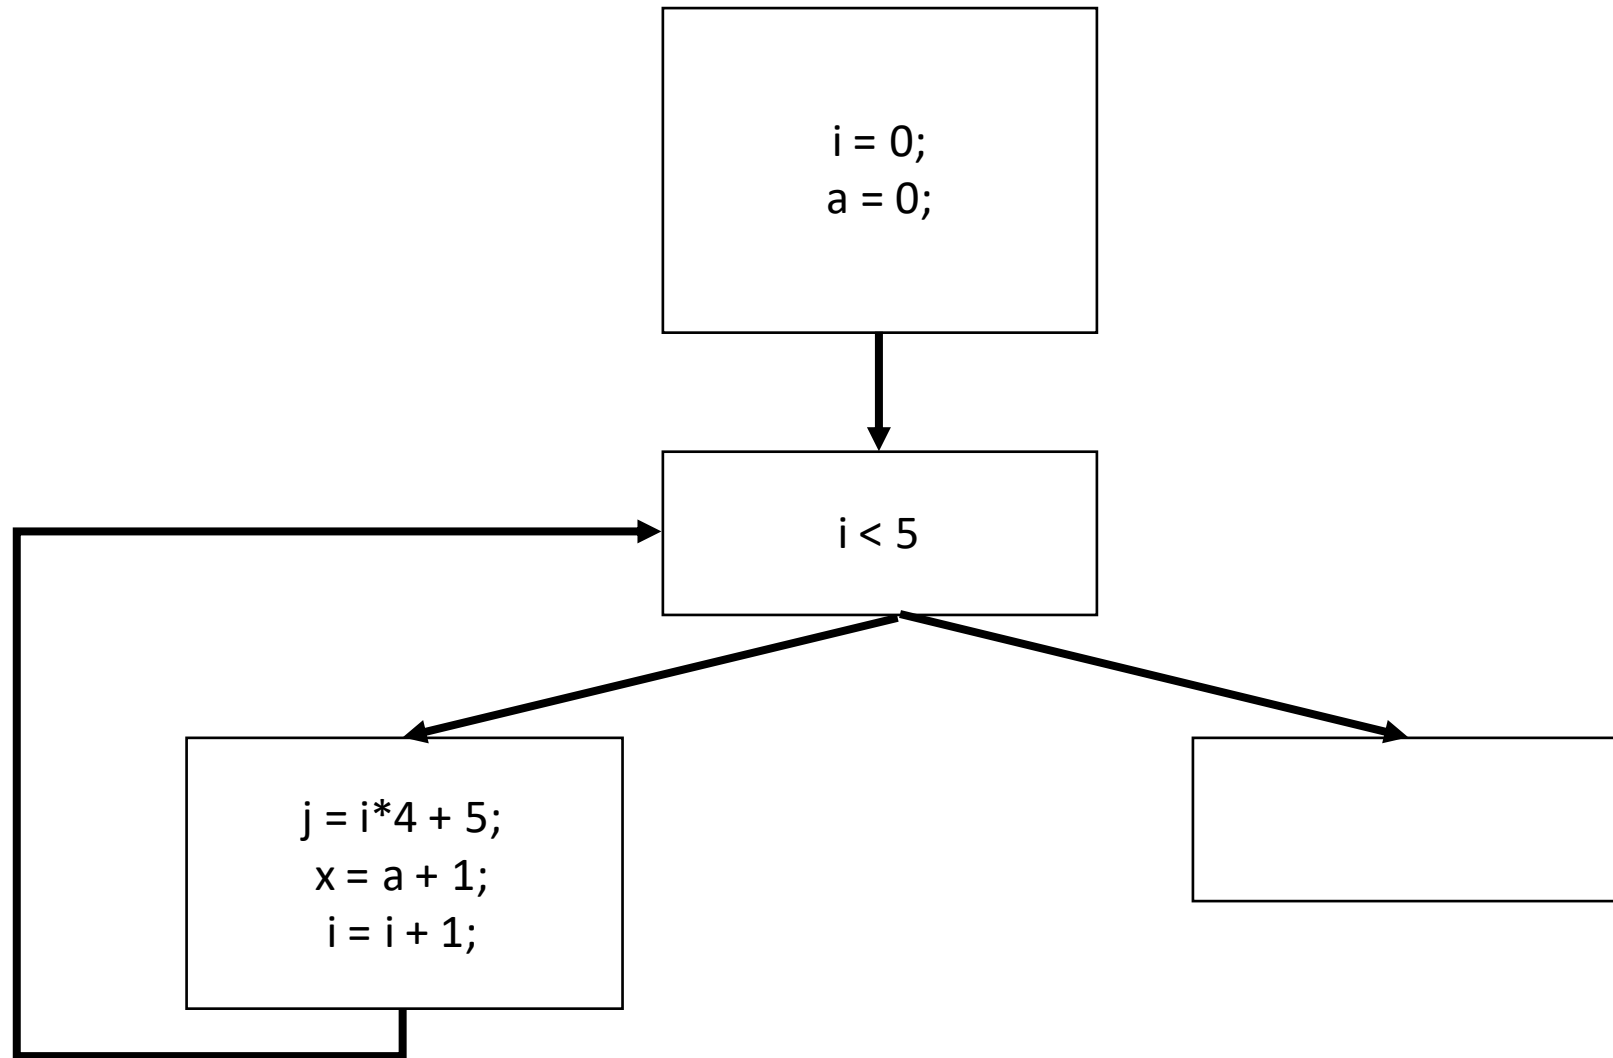 i = 0;
a = 0;
i < 5
j = i*4 + 5;
x = a + 1;
i = i + 1;